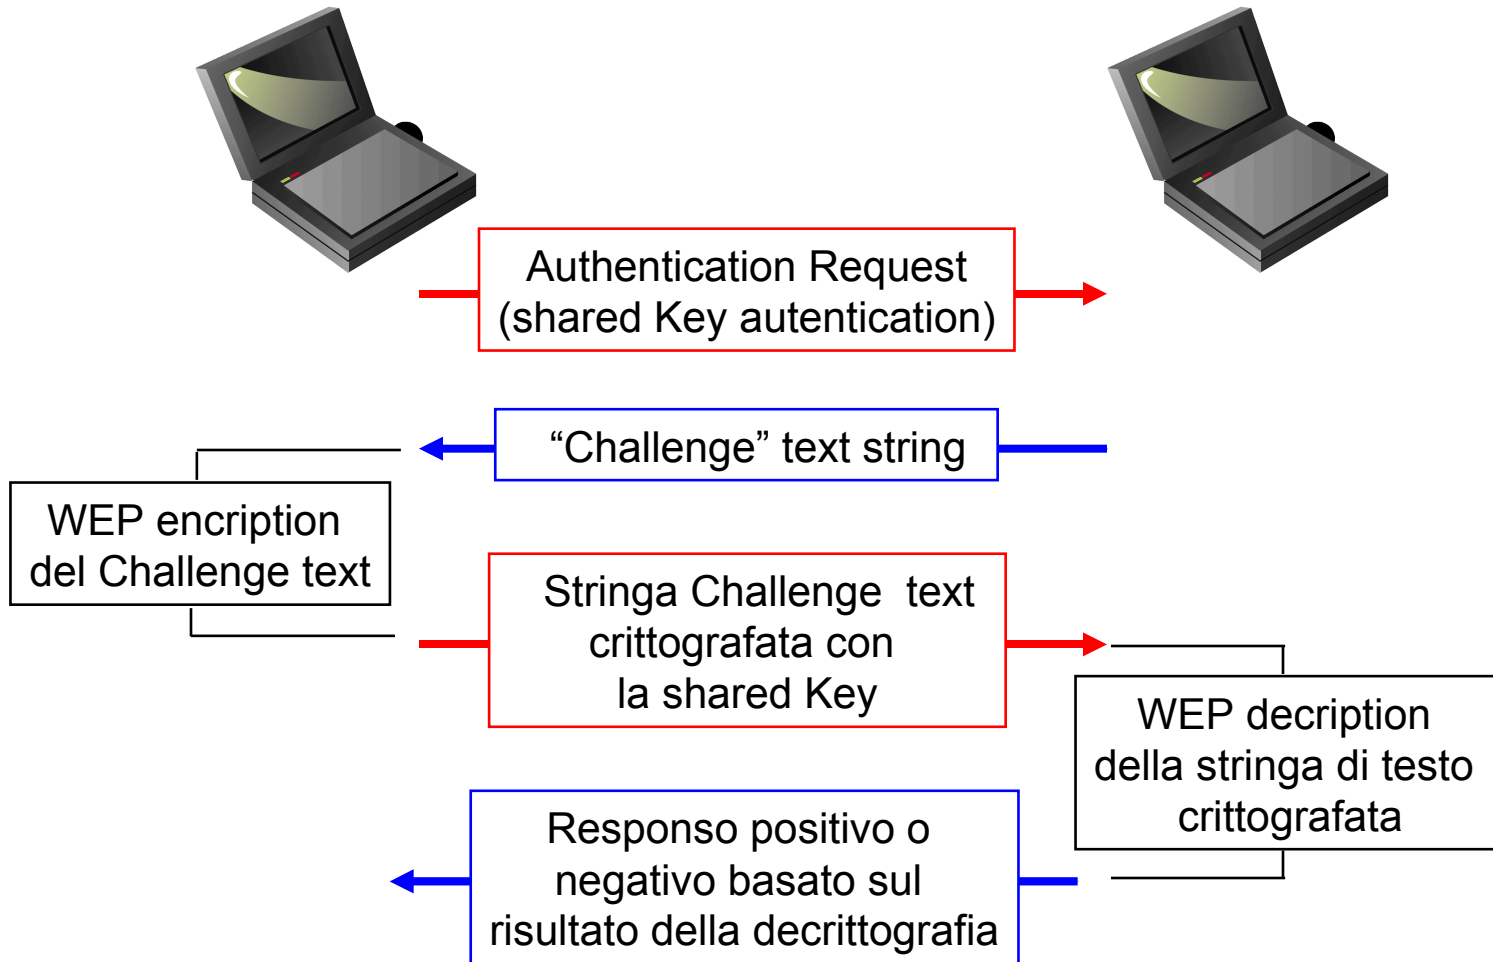 Authentication Request
(shared Key autentication)
“Challenge” text string
WEP encription
del Challenge text
Stringa Challenge text
crittografata con
la shared Key
WEP decription
della stringa di testo
crittografata
Responso positivo o
negativo basato sul
risultato della decrittografia